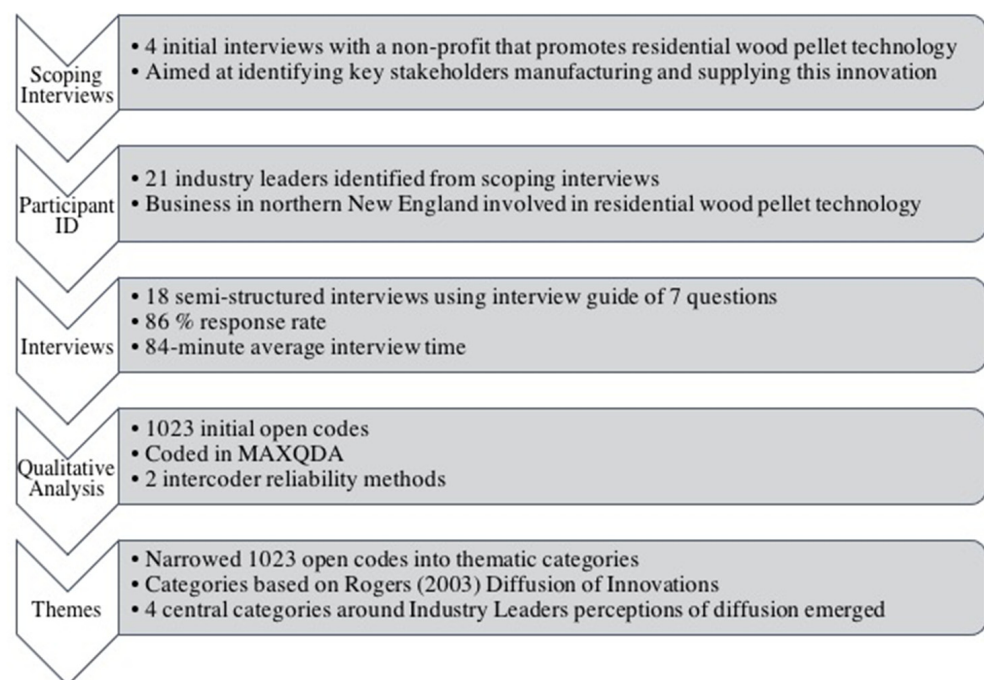 Scoping
Interviews
• 4 initial interviews with a non-profit that promotes residential wood pellet technology
• Aimed at identifying key stakeholders manufacturing and supplying this innovation
Participant
ID
• 21 industry leaders identified from scoping interviews
• Business in northern New England involved in residential wood pellet technology
Interviews
• 18 semi-structured interviews using interview guide of 7 questions
• 86 % response rate
• 84-minute average interview time
Qualitative
Analysis
• 1023 initial open codes
• Coded in MAXQDA
• 2 intercoder reliability methods
Themes
• Narrowed 1023 open codes into thematic categories
• Categories based on Rogers (2003) Diffusion of Innovations
• 4 central categories around Industry Leaders perceptions of diffusion emerged